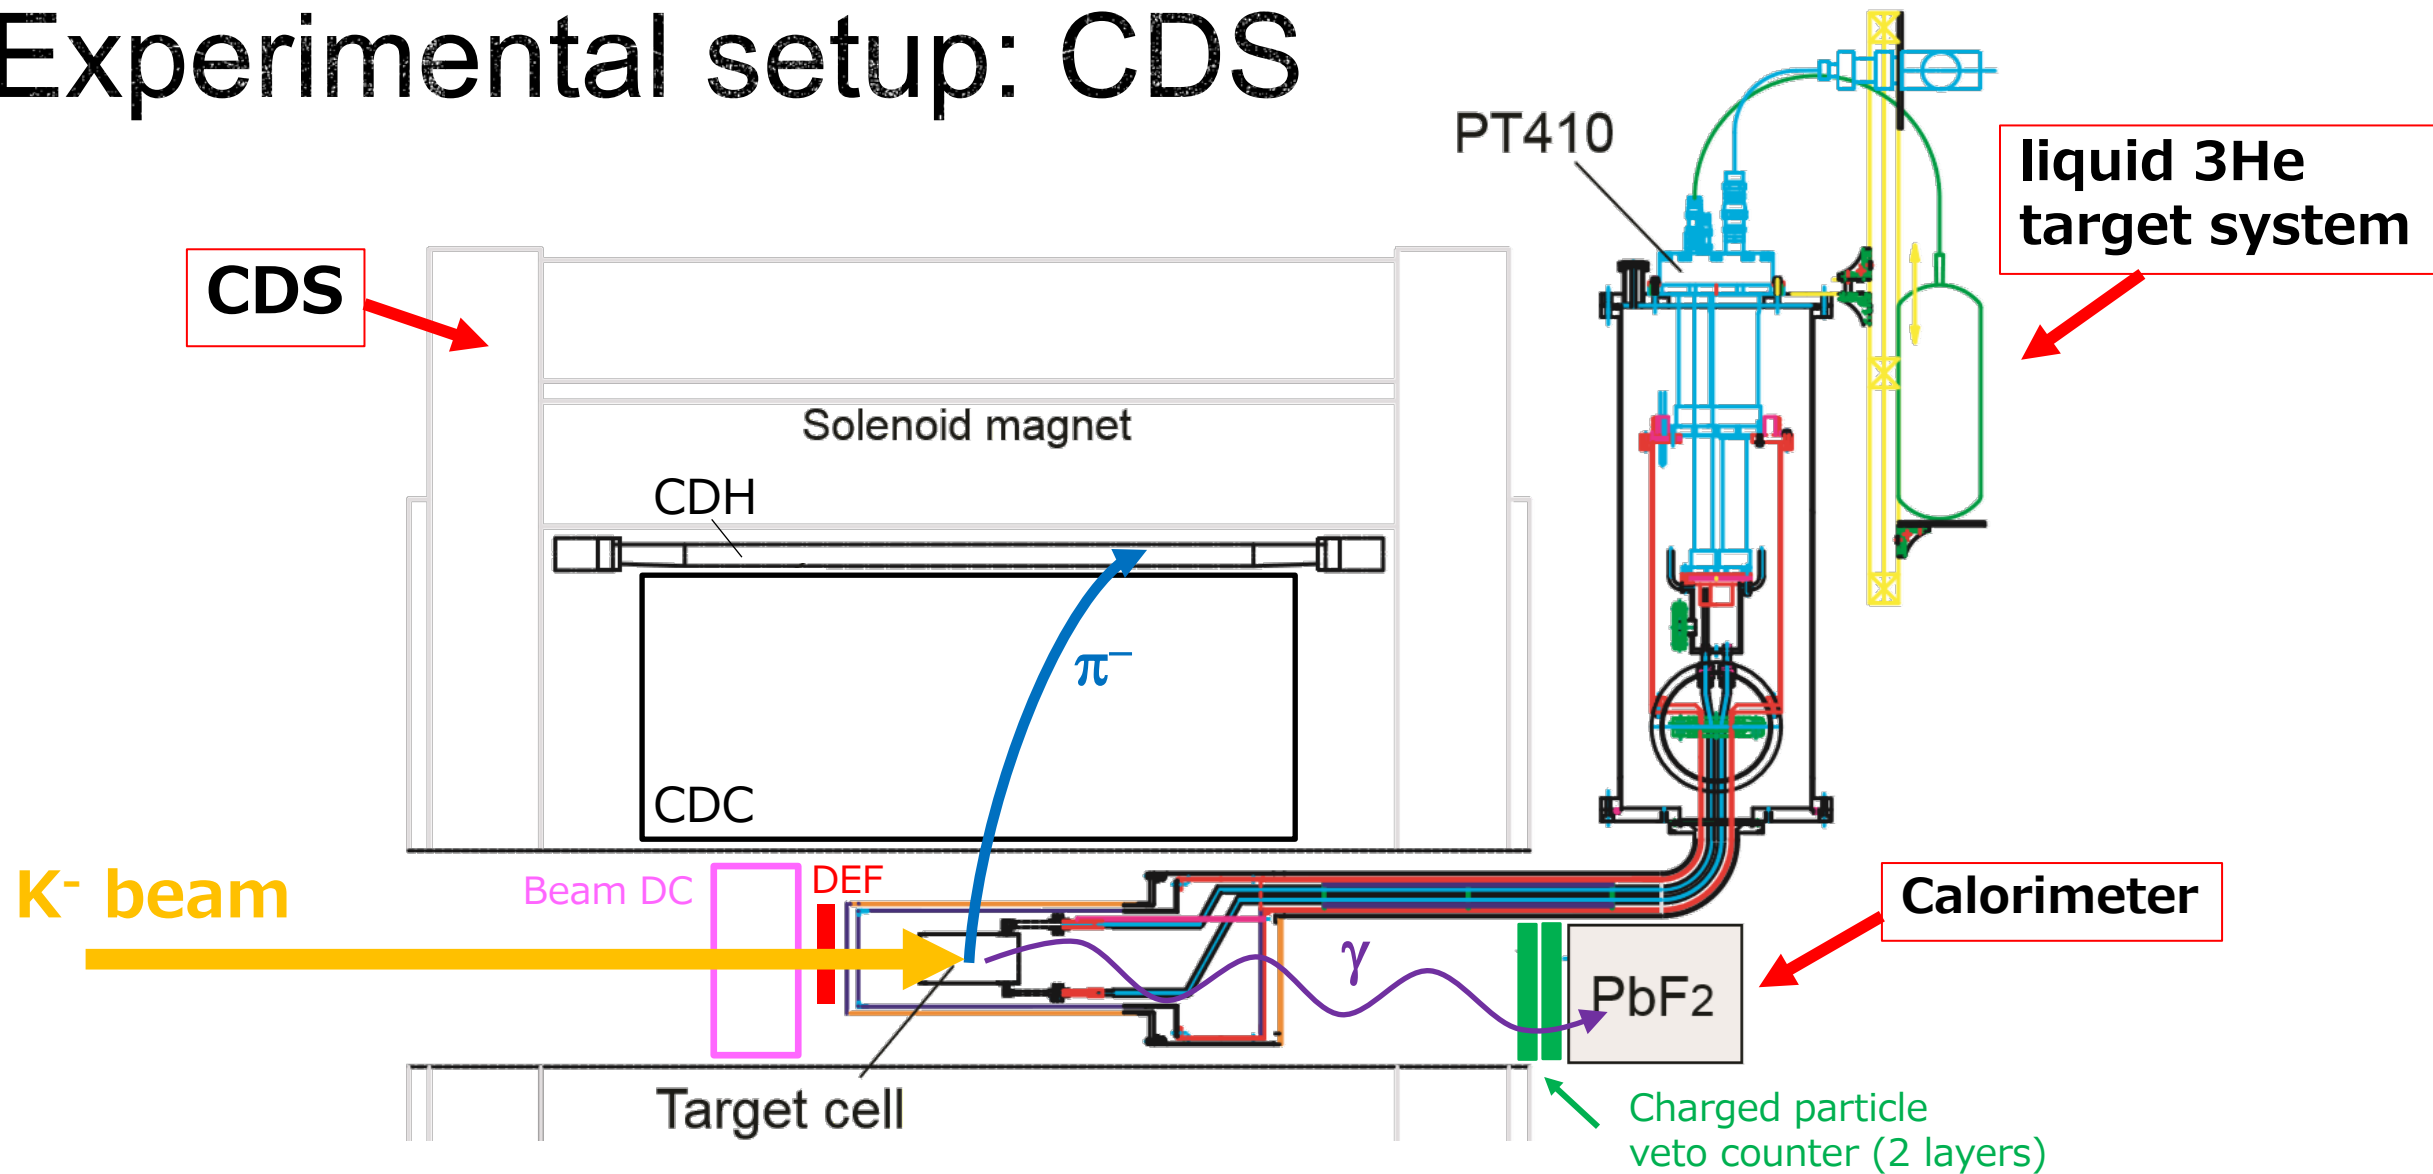 Experimental setup: CDS
PT410
liquid 3He
target system
CDS
Solenoid magnet
CDH
π⁻
CDC
K⁻ beam
Beam DC
DEF
γ
Calorimeter
PbF2
Target cell
Charged particle
veto counter (2 layers)